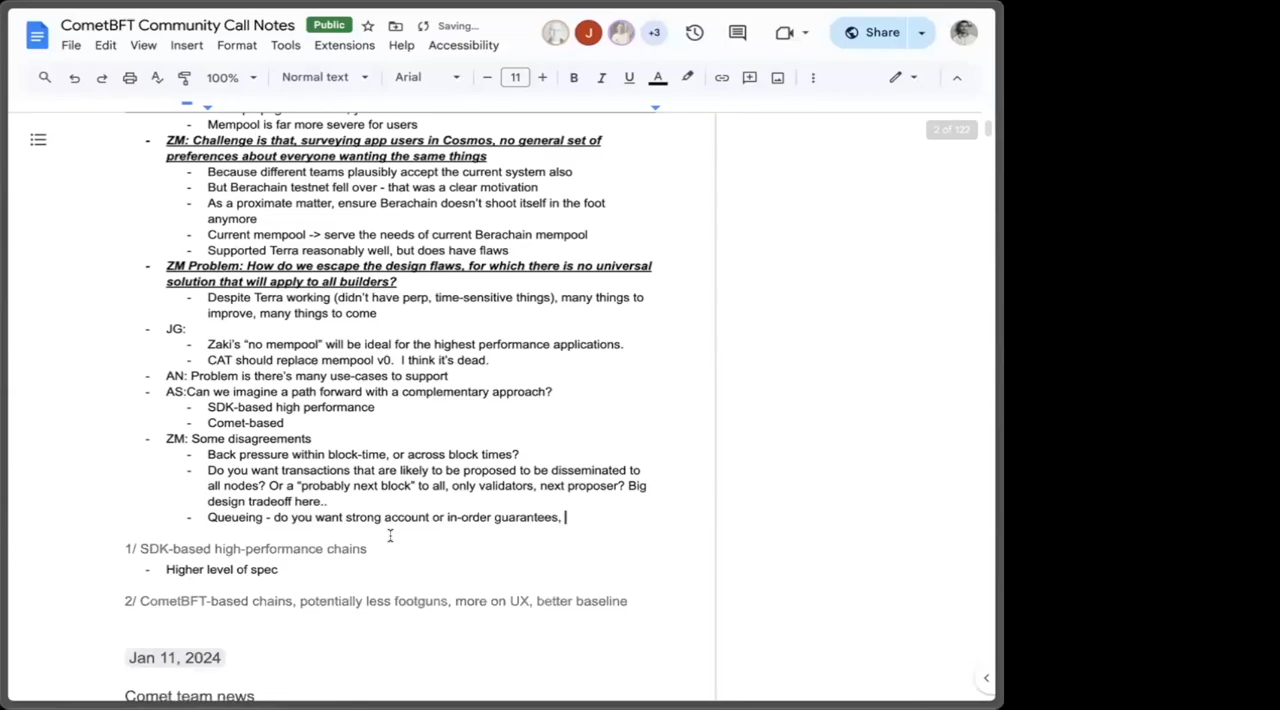 CometBFT Community Call Notes Public Saving...
J +3 Share
File Edit View Insert Format Tools Extensions Help Accessibility
100% Normal text Arial − 11 + B I U A
2 of 127
- Mempool is far more severe for users
- ZM: Challenge is that, surveying app users in Cosmos, no general set of
preferences about everyone wanting the same things
- Because different teams plausibly accept the current system also
- But Berachain testnet fell over - that was a clear motivation
- As a proximate matter, ensure Berachain doesn't shoot itself in the foot
anymore
- Current mempool -> serve the needs of current Berachain mempool
- Supported Terra reasonably well, but does have flaws
- ZM Problem: How do we escape the design flaws, for which there is no universal
solution that will apply to all builders?
- Despite Terra working (didn't have perp, time-sensitive things), many things to
improve, many things to come
- JG:
- Zaki's "no mempool" will be ideal for the highest performance applications.
- CAT should replace mempool v0. I think it's dead.
- AN: Problem is there's many use-cases to support
- AS:Can we imagine a path forward with a complementary approach?
- SDK-based high performance
- Comet-based
- ZM: Some disagreements
- Back pressure within block-time, or across block times?
- Do you want transactions that are likely to be proposed to be disseminated to
all nodes? Or a "probably next block" to all, only validators, next proposer? Big
design tradeoff here..
- Queueing - do you want strong account or in-order guarantees,
1/ SDK-based high-performance chains
- Higher level of spec
2/ CometBFT-based chains, potentially less footguns, more on UX, better baseline
Jan 11, 2024
Comet team news